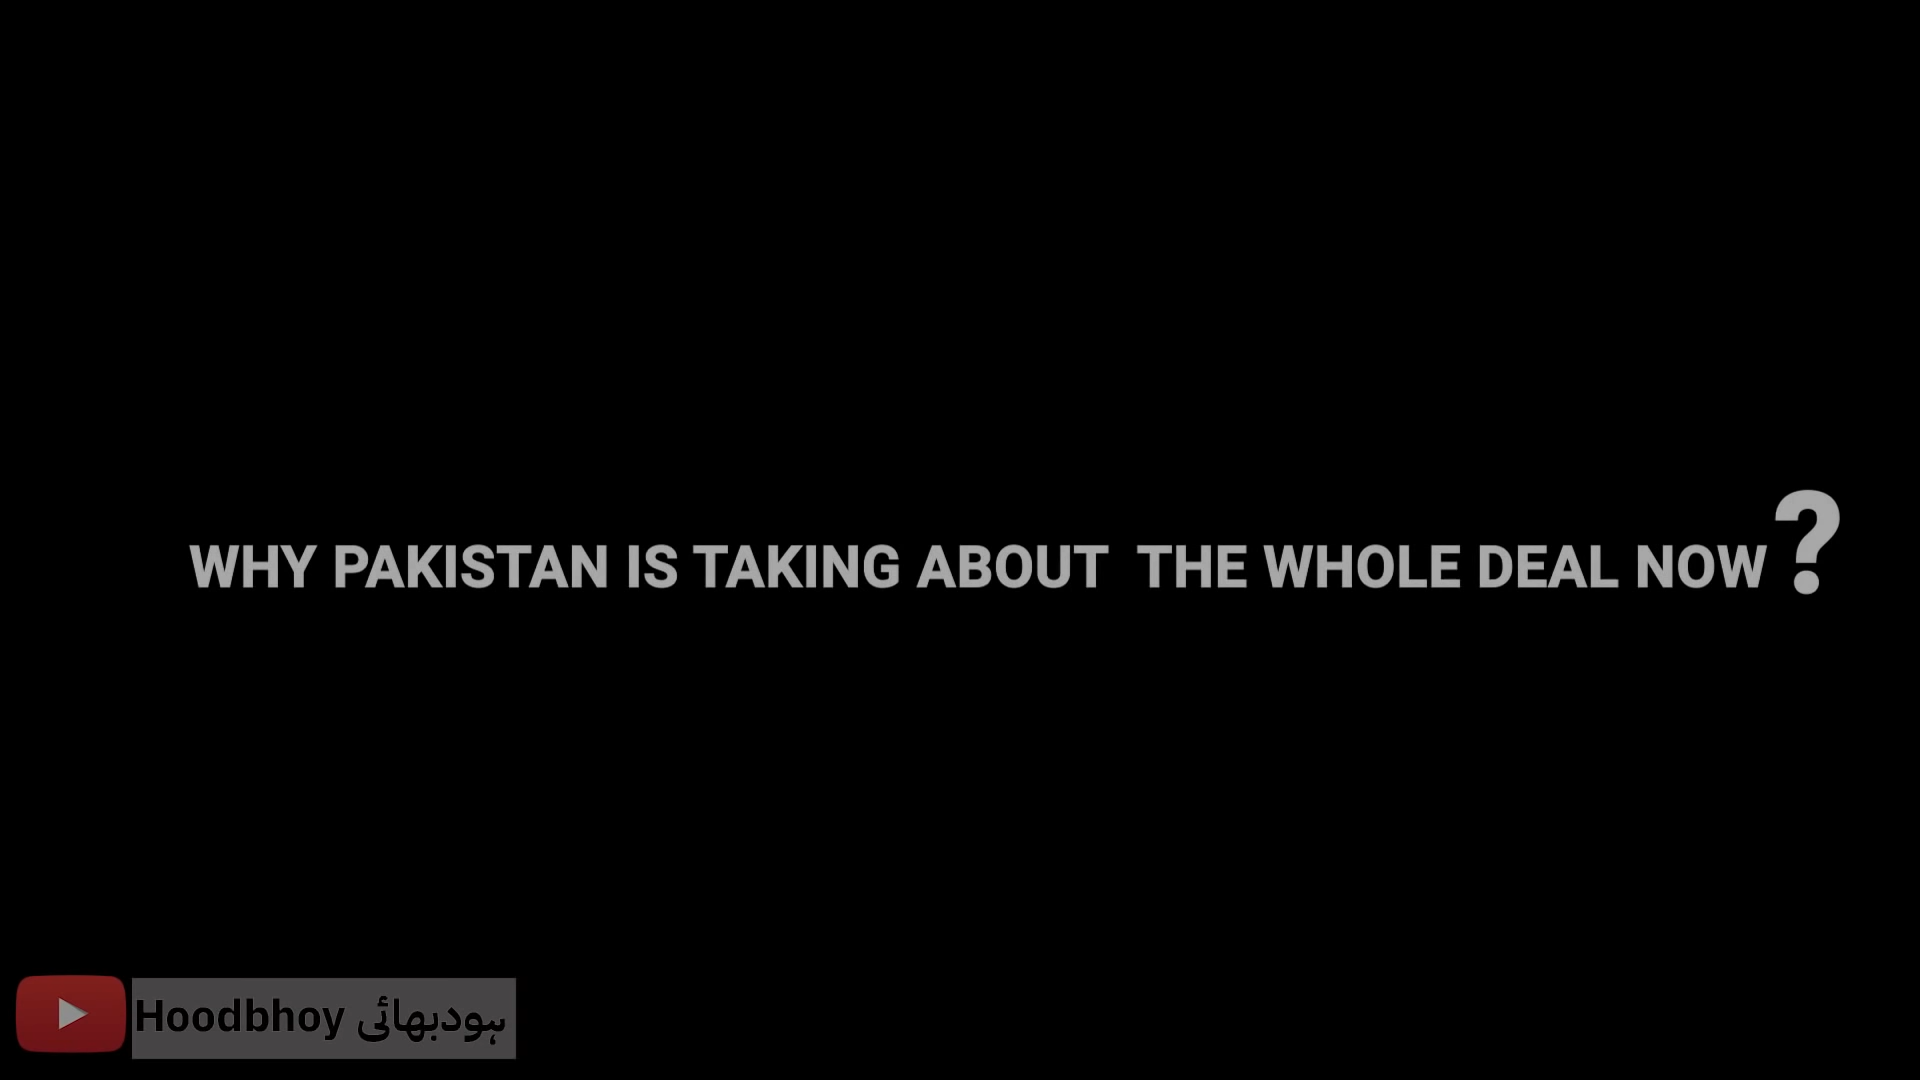 WHY PAKISTAN IS TAKING ABOUT THE WHOLE DEAL NOW?
Hoodbhoy ہودبھائی